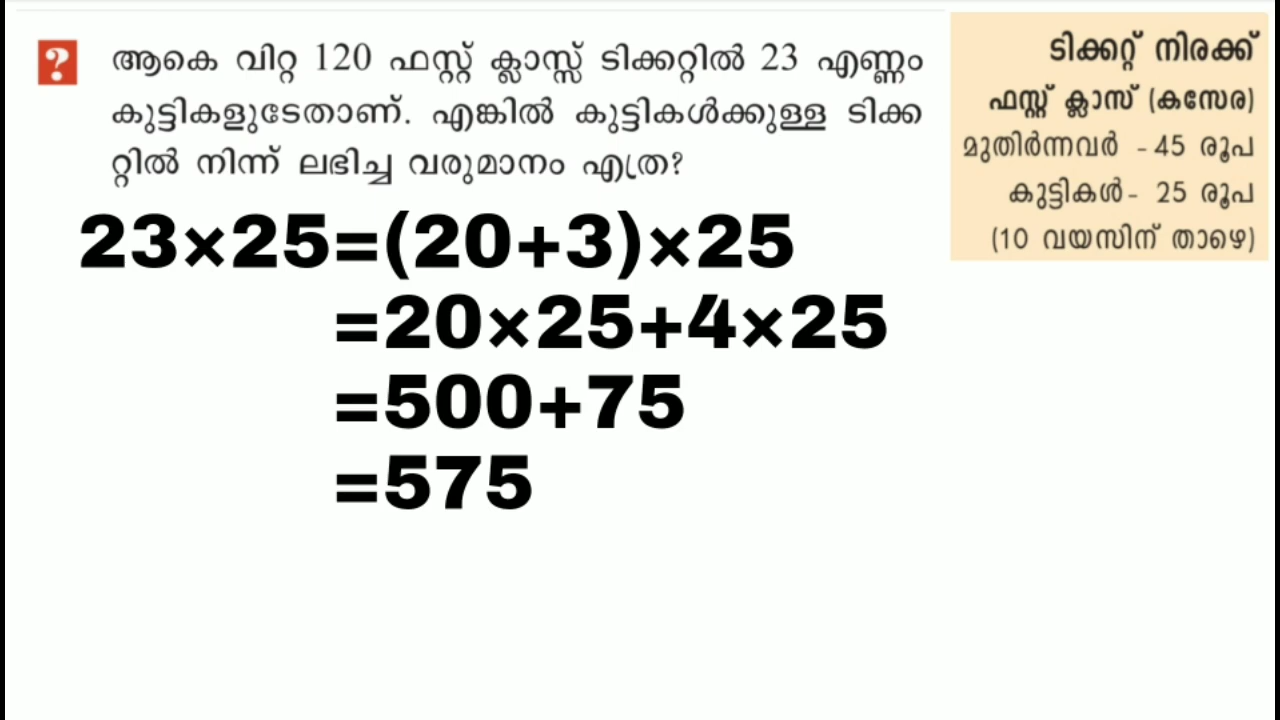 ? ആകെ വിറ്റ 120 ഫസ്റ്റ് ക്ലാസ്സ് ടിക്കറ്റിൽ 23 എണ്ണം
കുട്ടികളുടേതാണ്. എങ്കിൽ കുട്ടികൾക്കുള്ള ടിക്ക
റ്റിൽ നിന്ന് ലഭിച്ച വരുമാനം എത്ര?
ടിക്കറ്റ് നിരക്ക്
ഫസ്റ്റ് ക്ലാസ് (കസേര)
മുതിർന്നവർ - 45 രൂപ
കുട്ടികൾ - 25 രൂപ
(10 വയസിന് താഴെ)
23×25=(20+3)×25
=20×25+4×25
=500+75
=575